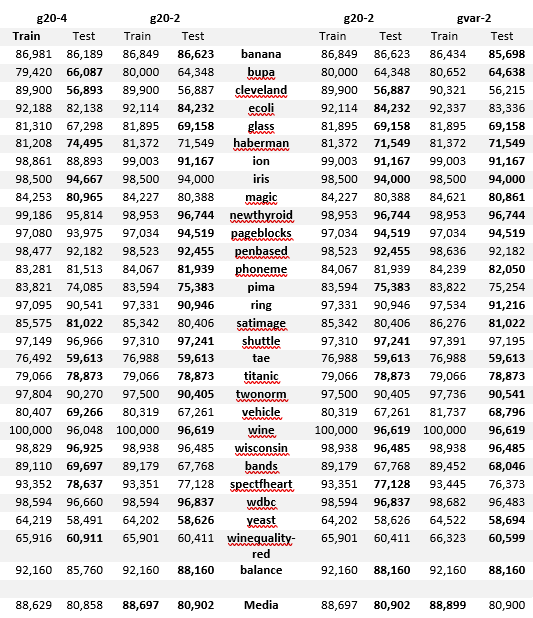 g20-4 g20-2 g20-2 gvar-2
Train Test Train Test Train Test Train Test
86,981 86,189 86,849 86,623 banana 86,849 86,623 86,434 85,698
79,420 66,087 80,000 64,348 bupa 80,000 64,348 80,652 64,638
89,900 56,893 89,900 56,887 cleveland 89,900 56,887 90,321 56,215
92,188 82,138 92,114 84,232 ecoli 92,114 84,232 92,337 83,336
81,310 67,298 81,895 69,158 glass 81,895 69,158 81,895 69,158
81,208 74,495 81,372 71,549 haberman 81,372 71,549 81,372 71,549
98,861 88,893 99,003 91,167 ion 99,003 91,167 99,003 91,167
98,500 94,667 98,500 94,000 iris 98,500 94,000 98,500 94,000
84,253 80,965 84,227 80,388 magic 84,227 80,388 84,621 80,861
99,186 95,814 98,953 96,744 newthyroid 98,953 96,744 98,953 96,744
97,080 93,975 97,034 94,519 pageblocks 97,034 94,519 97,034 94,519
98,477 92,182 98,523 92,455 penbased 98,523 92,455 98,636 92,182
83,281 81,513 84,067 81,939 phoneme 84,067 81,939 84,239 82,050
83,821 74,085 83,594 75,383 pima 83,594 75,383 83,822 75,254
97,095 90,541 97,331 90,946 ring 97,331 90,946 97,534 91,216
85,575 81,022 85,342 80,406 satimage 85,342 80,406 86,276 81,022
97,149 96,966 97,310 97,241 shuttle 97,310 97,241 97,391 97,195
76,492 59,613 76,988 59,613 tae 76,988 59,613 76,988 59,613
79,066 78,873 79,066 78,873 titanic 79,066 78,873 79,066 78,873
97,804 90,270 97,500 90,405 twonorm 97,500 90,405 97,736 90,541
80,407 69,266 80,319 67,261 vehicle 80,319 67,261 81,737 68,796
100,000 96,048 100,000 96,619 wine 100,000 96,619 100,000 96,619
98,829 96,925 98,938 96,485 wisconsin 98,938 96,485 98,938 96,485
89,110 69,697 89,179 67,768 bands 89,179 67,768 89,452 68,046
93,352 78,637 93,351 77,128 spectfheart 93,351 77,128 93,445 76,373
98,594 96,660 98,594 96,837 wdbc 98,594 96,837 98,682 96,483
64,219 58,491 64,202 58,626 yeast 64,202 58,626 64,522 58,694
65,916 60,911 65,901 60,411 winequality- 65,901 60,411 66,323 60,599
red
92,160 85,760 92,160 88,160 balance 92,160 88,160 92,160 88,160
88,629 80,858 88,697 80,902 Media 88,697 80,902 88,899 80,900